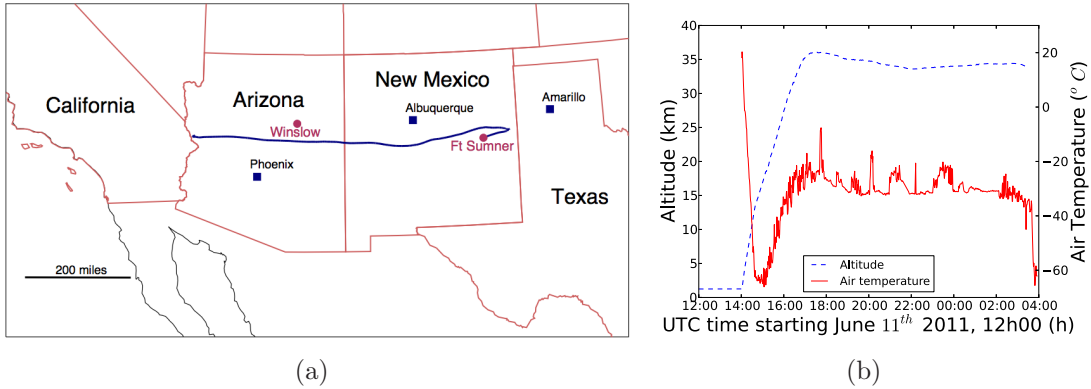 California
Arizona
New Mexico
Albuquerque
Amarillo
Winslow
Ft Sumner
Phoenix
Texas
200 miles
(a)
40
35
30
25
20
15
10
5
0
Altitude (km)
20
0
−20
−40
−60
Air Temperature (° C)
Altitude
Air temperature
12:00 14:00 16:00 18:00 20:00 22:00 00:00 02:00 04:00
UTC time starting June 11th 2011, 12h00 (h)
(b)